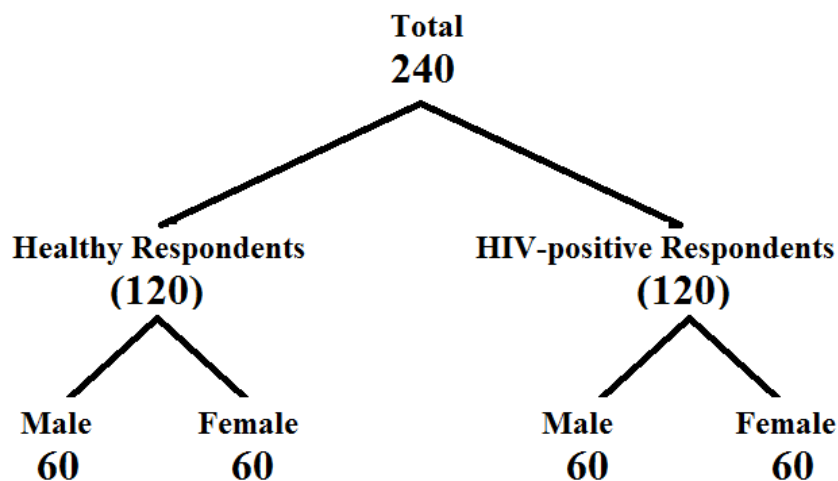 Total
240
Healthy Respondents
(120)
HIV-positive Respondents
(120)
Male
60
Female
60
Male
60
Female
60